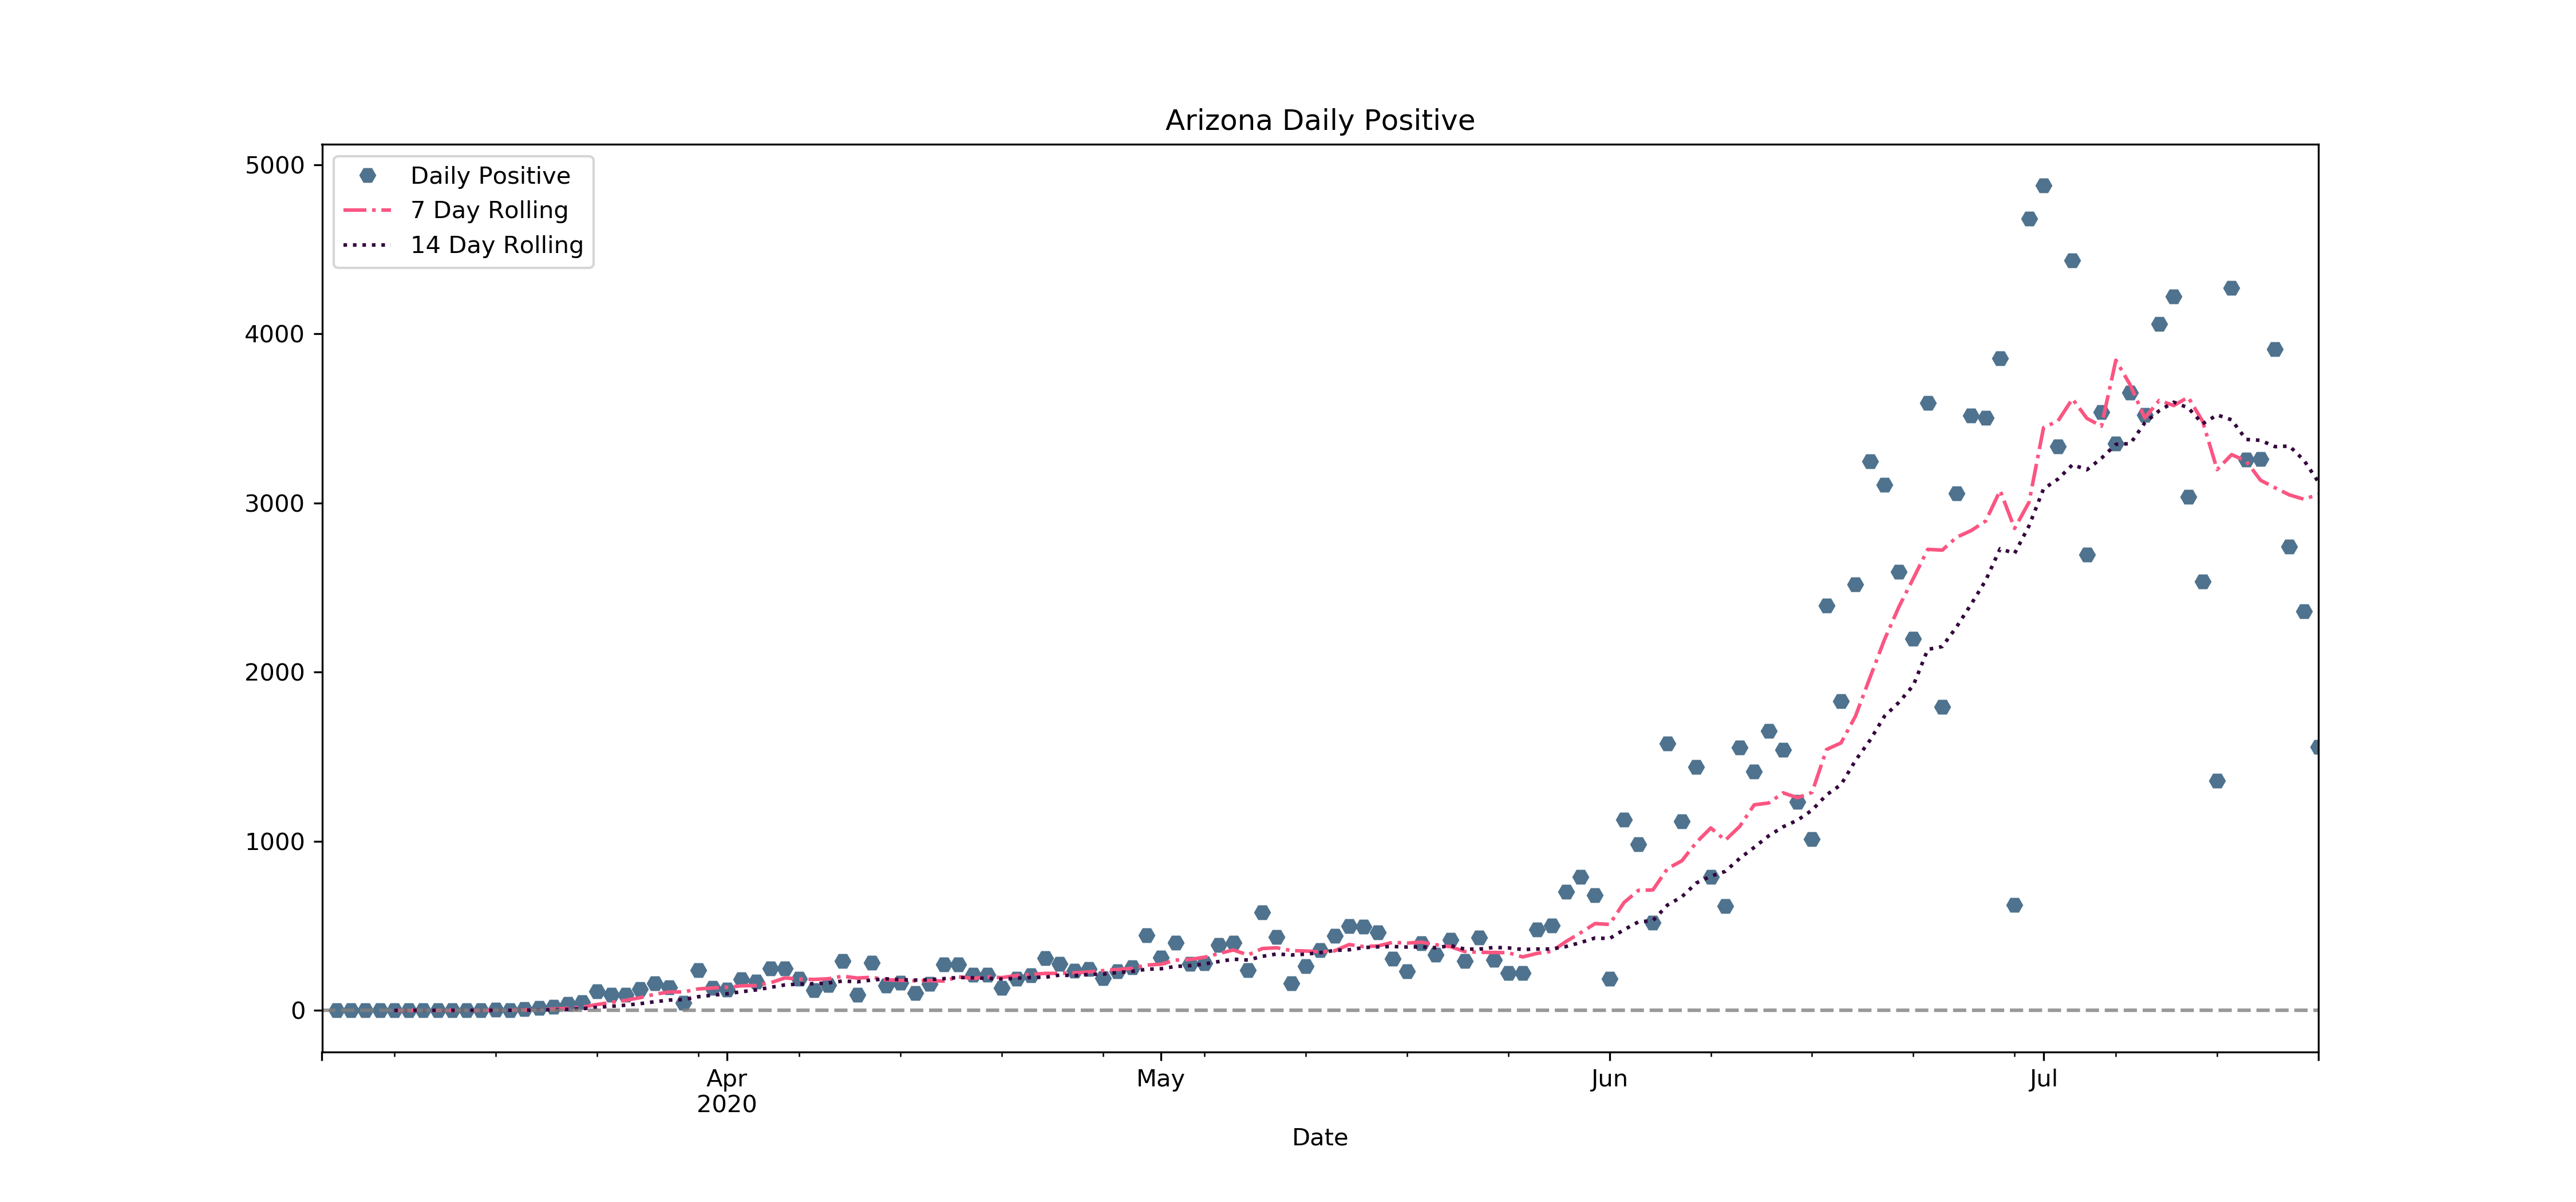 Arizona Daily Positive
5000
4000
3000
2000
1000
0
Daily Positive
7 Day Rolling
14 Day Rolling
Apr
2020
May
Jun
Jul
Date